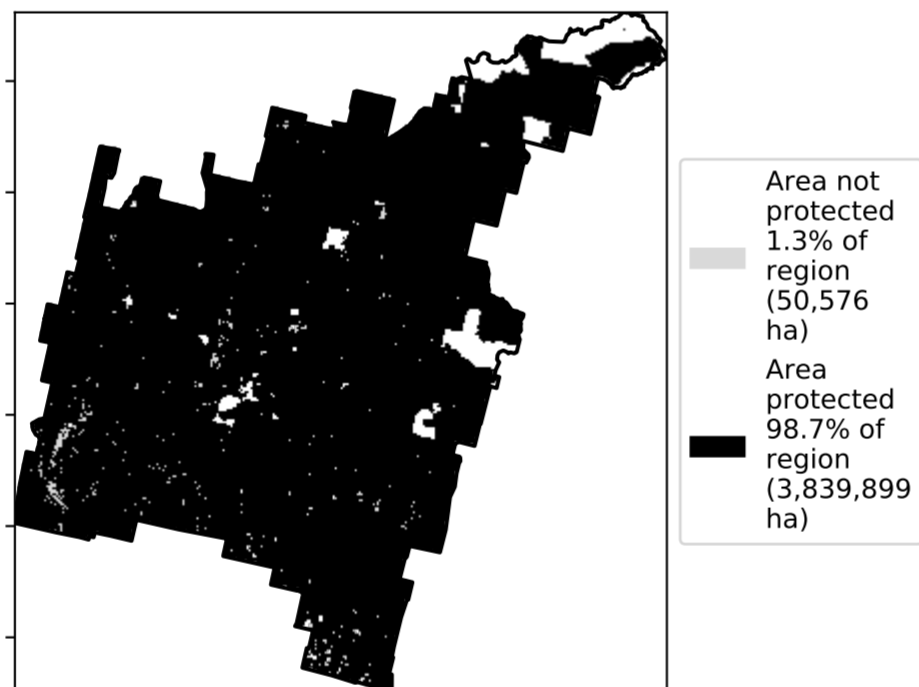 Area not
protected
1.3% of
region
(50,576
ha)
Area
protected
98.7% of
region
(3,839,899
ha)